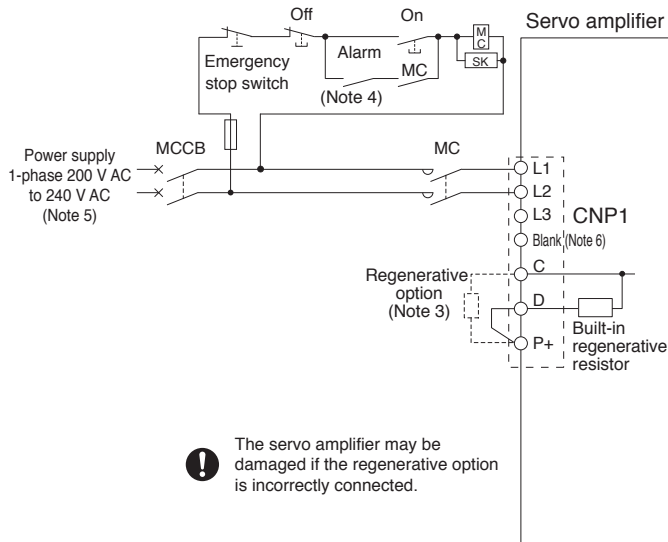 Servo amplifier
Off
On
Emergency
stop switch
Alarm
(Note 4)
MC
M
C
SK
Power supply
1-phase 200 V AC
to 240 V AC
(Note 5)
MCCB
MC
L1
L2
L3
CNP1
Blank (Note 6)
C
D
P+
Regenerative
option
(Note 3)
Built-in
regenerative
resistor
The servo amplifier may be
damaged if the regenerative option
is incorrectly connected.